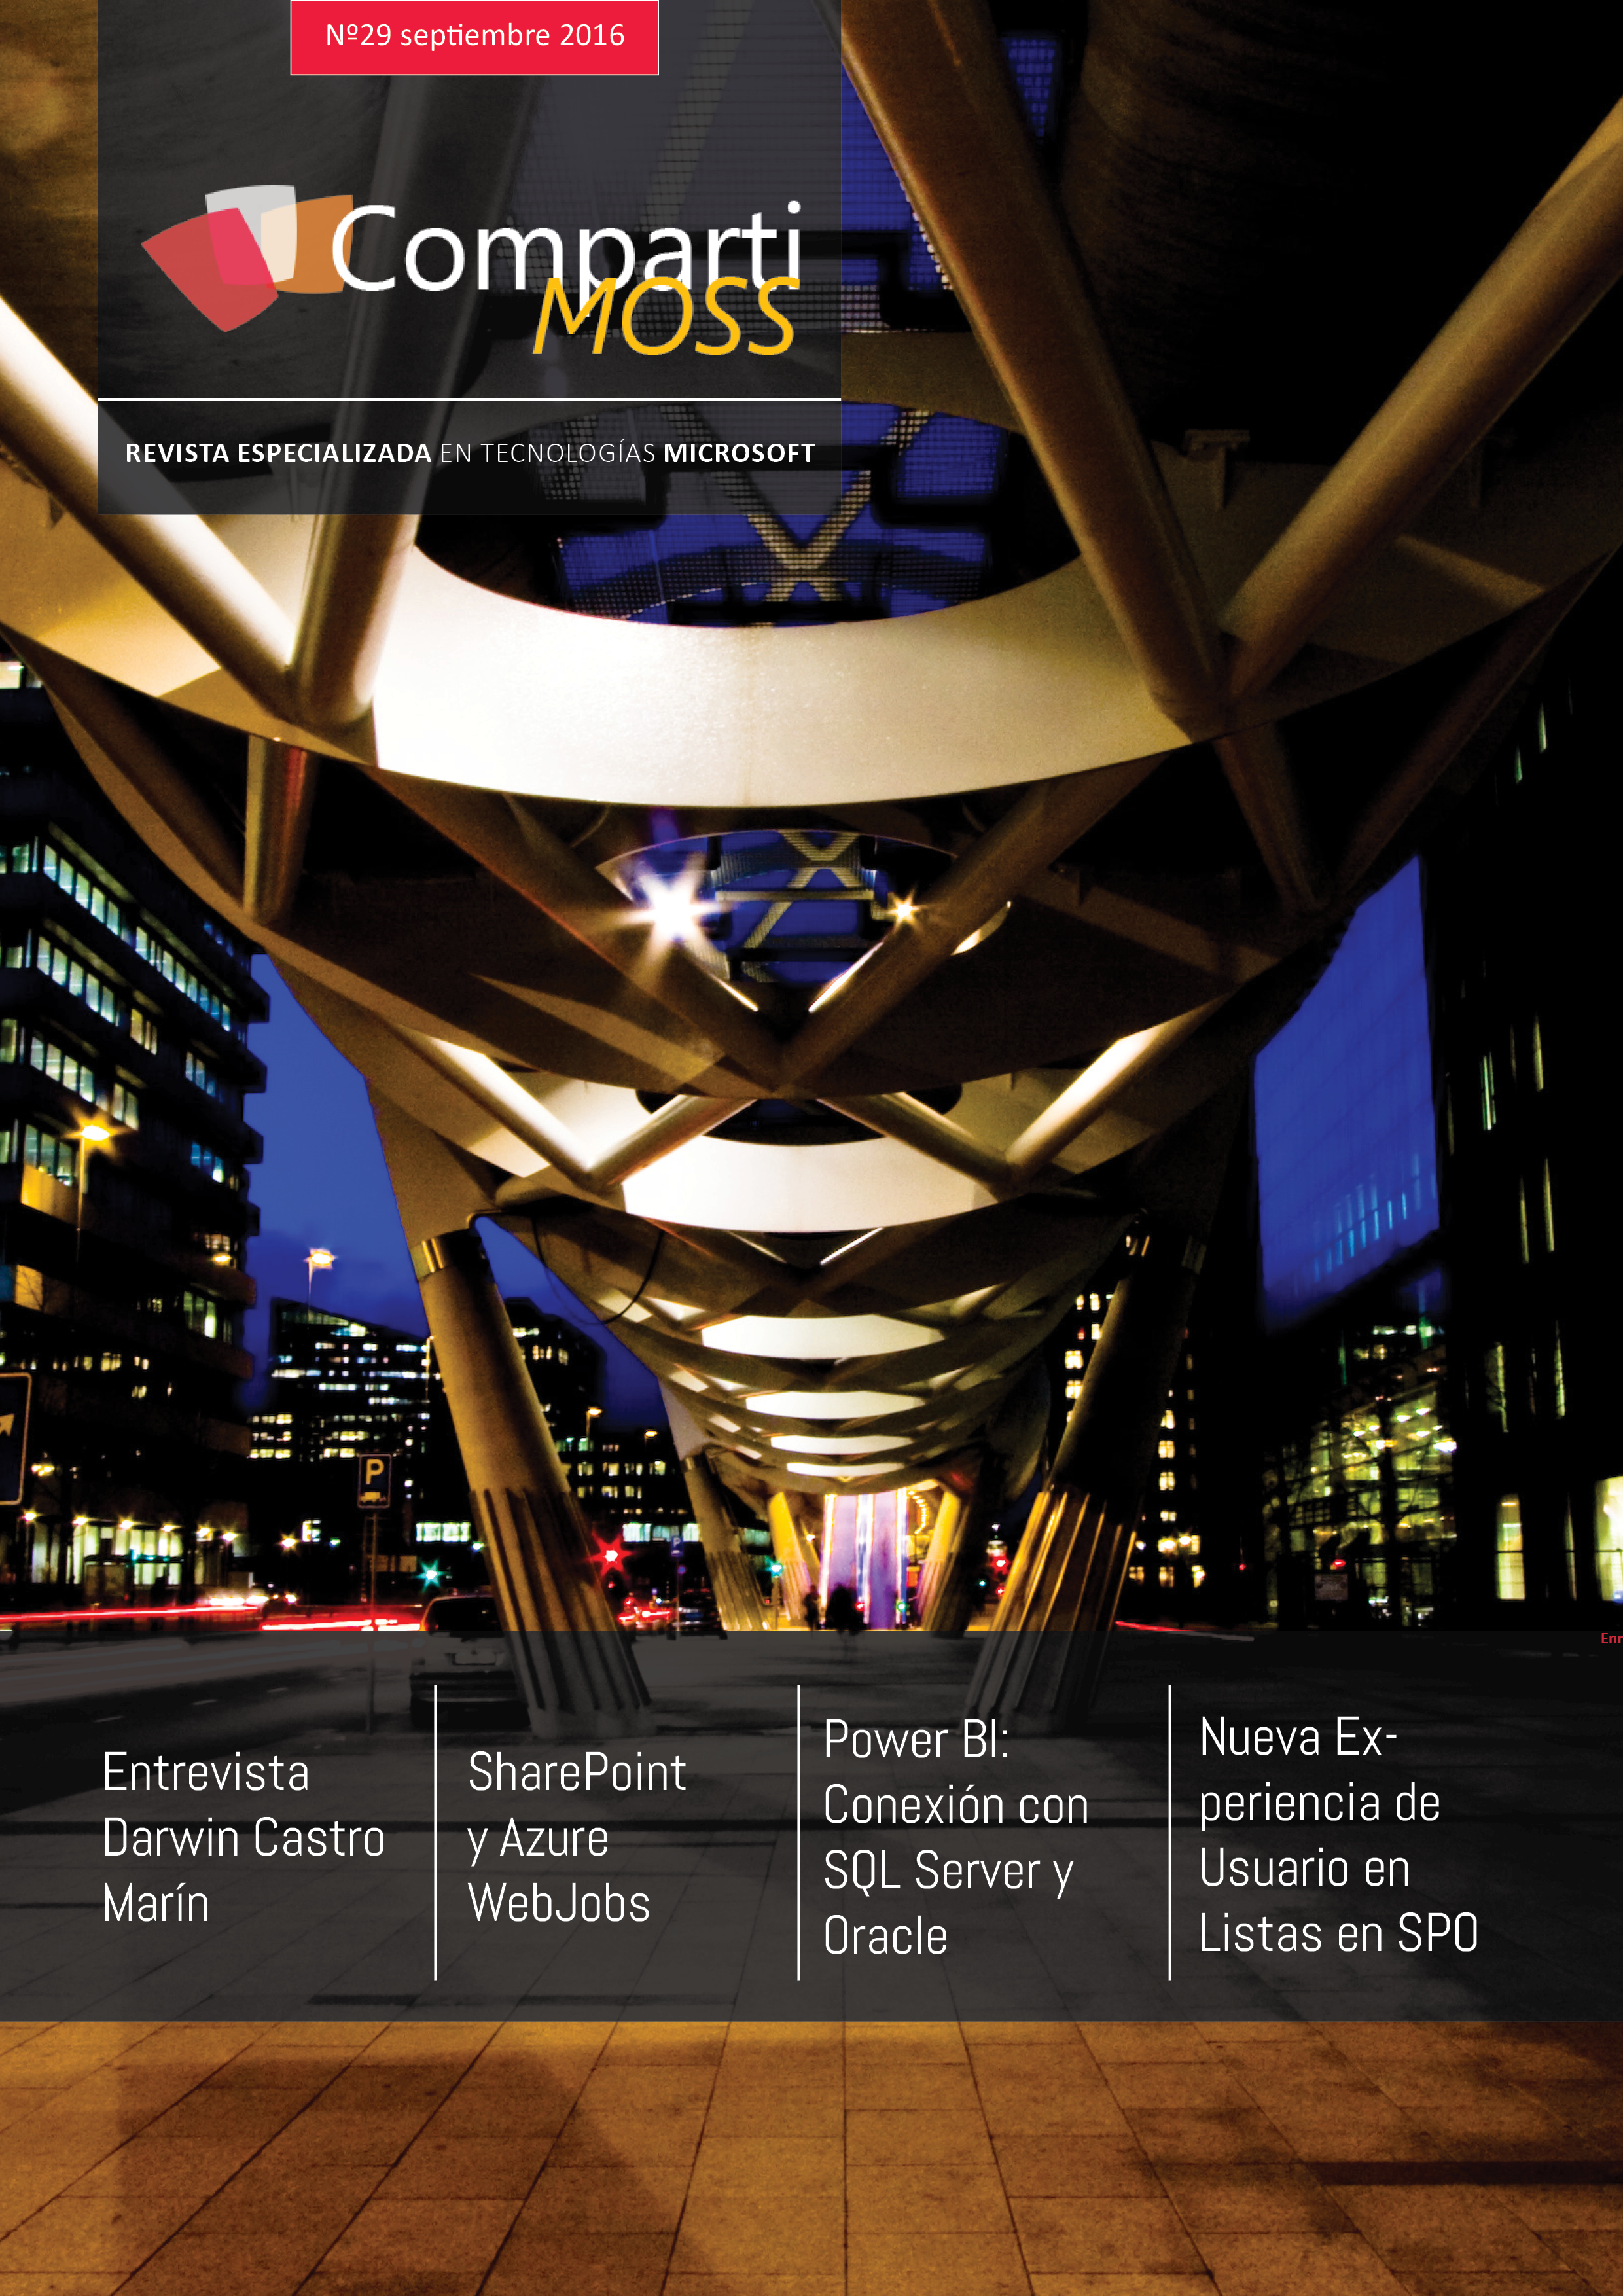 Nº29 septiembre 2016
Comparti
MOSS
REVISTA ESPECIALIZADA EN TECNOLOGÍAS MICROSOFT
P
Enr
Entrevista
Darwin Castro
Marín
SharePoint
y Azure
WebJobs
Power BI:
Conexión con
SQL Server y
Oracle
Nueva Ex-
periencia de
Usuario en
Listas en SPO